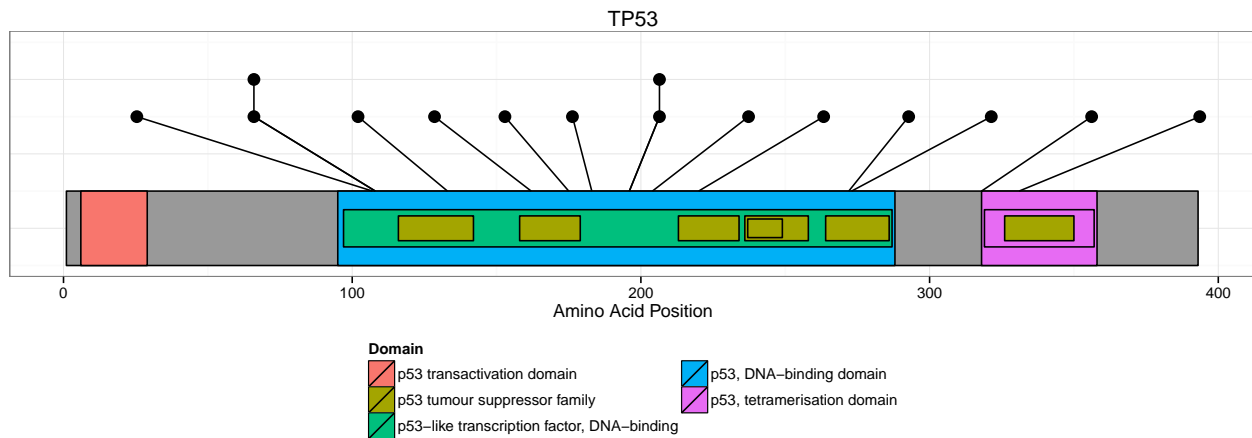 TP53
0 100 200 300 400
Amino Acid Position
Domain
p53 transactivation domain
p53 tumour suppressor family
p53−like transcription factor, DNA−binding
p53, DNA−binding domain
p53, tetramerisation domain